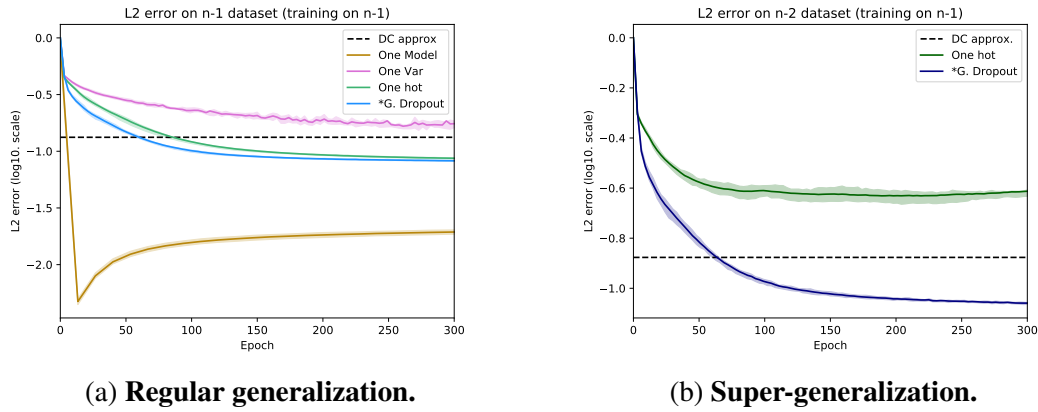 L2 error on n-1 dataset (training on n-1)
L2 error (log10. scale)
0.0
−0.5
−1.0
−1.5
−2.0
DC approx
One Model
One Var
One hot
*G. Dropout
0
50
100
150
200
250
300
Epoch
(a) Regular generalization.
L2 error on n-2 dataset (training on n-1)
L2 error (log10. scale)
0.0
−0.2
−0.4
−0.6
−0.8
−1.0
DC approx.
One hot
*G. Dropout
0
50
100
150
200
250
300
Epoch
(b) Super-generalization.